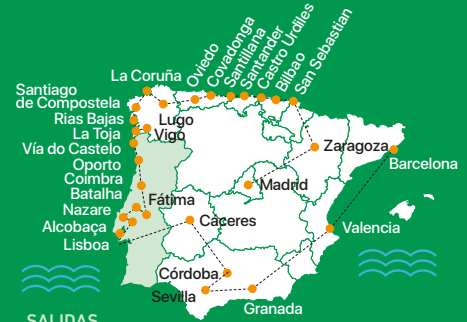 La Coruña
Oviedo
Covadonga
Santillana
Santander
Castro Urdiles
Bilbao
San Sebastian
Santiago
de Compostela
Lugo
Rias Bajas
La Toja
Vigo
Vía do Castelo
Oporto
Coimbra
Batalha
Fátima
Nazare
Alcobaça
Lisboa
Zaragoza
Barcelona
Madrid
Cáceres
Valencia
Córdoba
Sevilla
Granada
SALIDAS